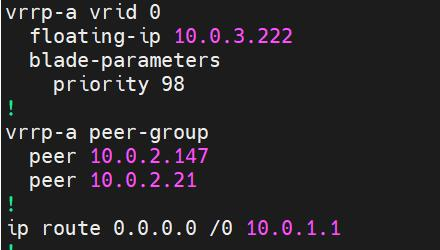 vrrp-a vrid 0
  floating-ip 10.0.3.222
  blade-parameters
    priority 98
!
vrrp-a peer-group
  peer 10.0.2.147
  peer 10.0.2.21
!
ip route 0.0.0.0 /0 10.0.1.1
!